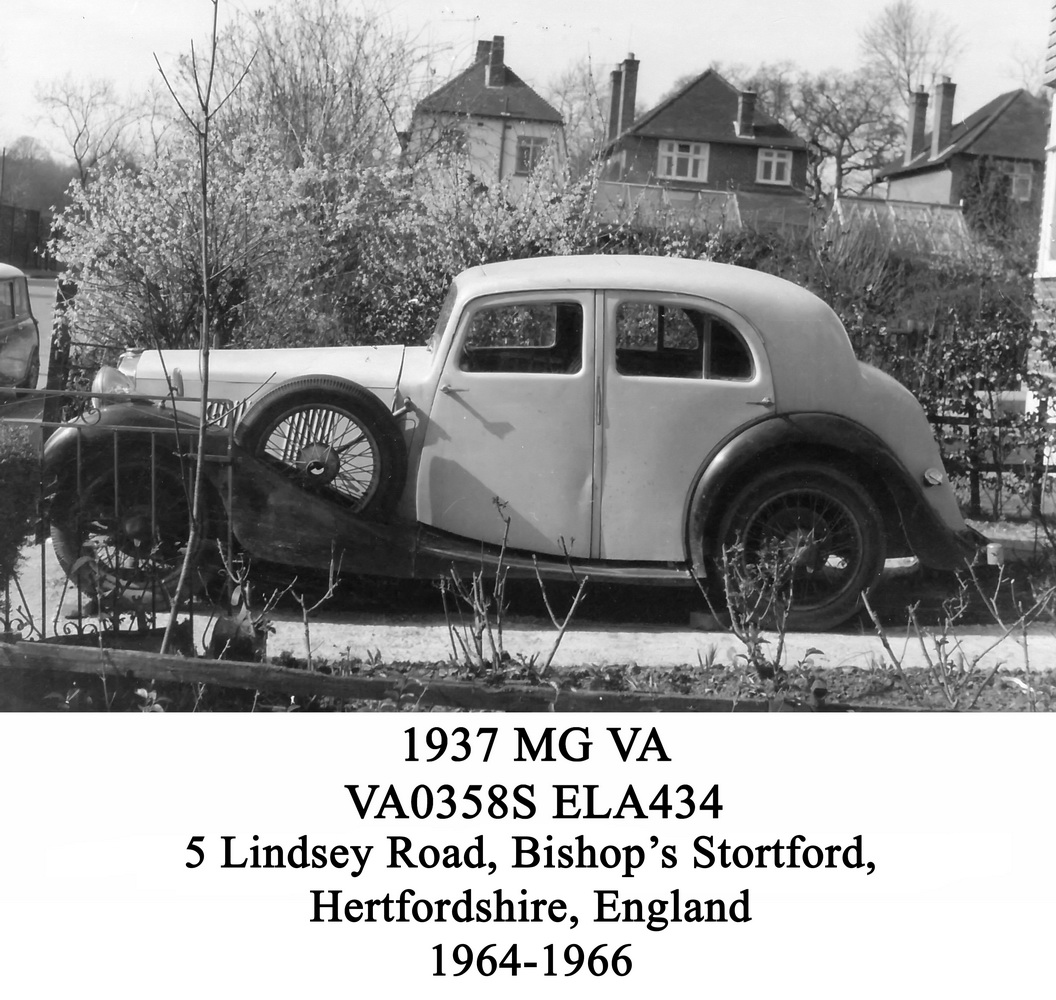 1937 MG VA
VA0358S ELA434
5 Lindsey Road, Bishop’s Stortford,
Hertfordshire, England
1964-1966